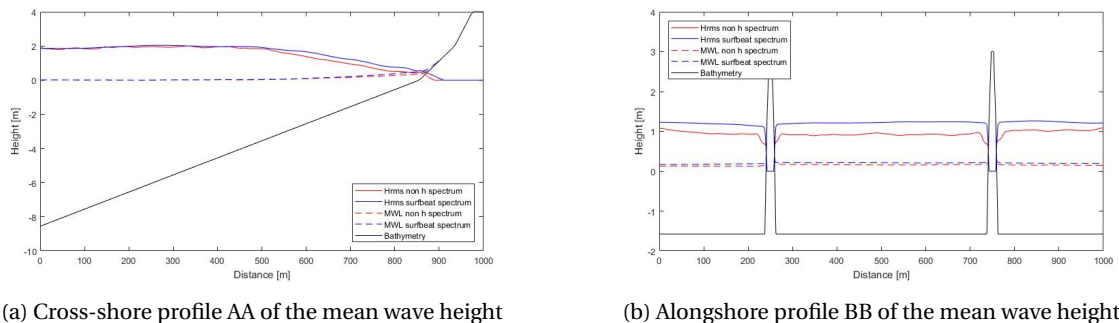 4
2
0
-2
-4
-6
-8
-10
Height [m]
0 100 200 300 400 500 600 700 800 900 1000
Distance [m]
Hrms non h spectrum
Hrms surfbeat spectrum
MWL non h spectrum
MWL surfbeat spectrum
Bathymetry
(a) Cross-shore profile AA of the mean wave height
4
3
2
1
0
-1
-2
Height [m]
0 100 200 300 400 500 600 700 800 900 1000
Distance [m]
Hrms non h spectrum
Hrms surfbeat spectrum
MWL non h spectrum
MWL surfbeat spectrum
Bathymetry
(b) Alongshore profile BB of the mean wave height